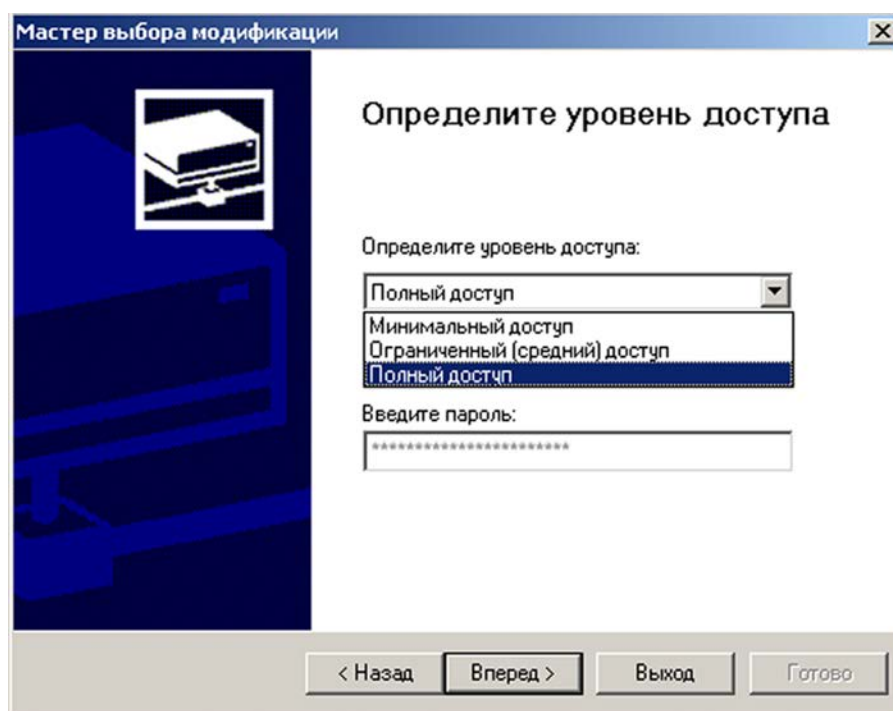 Мастер выбора модификации
Определите уровень доступа
Определите уровень доступа:
Полный доступ
Минимальный доступ
Ограниченный (средний) доступ
Полный доступ
Введите пароль:
***********************
< Назад Вперед > Выход Готово